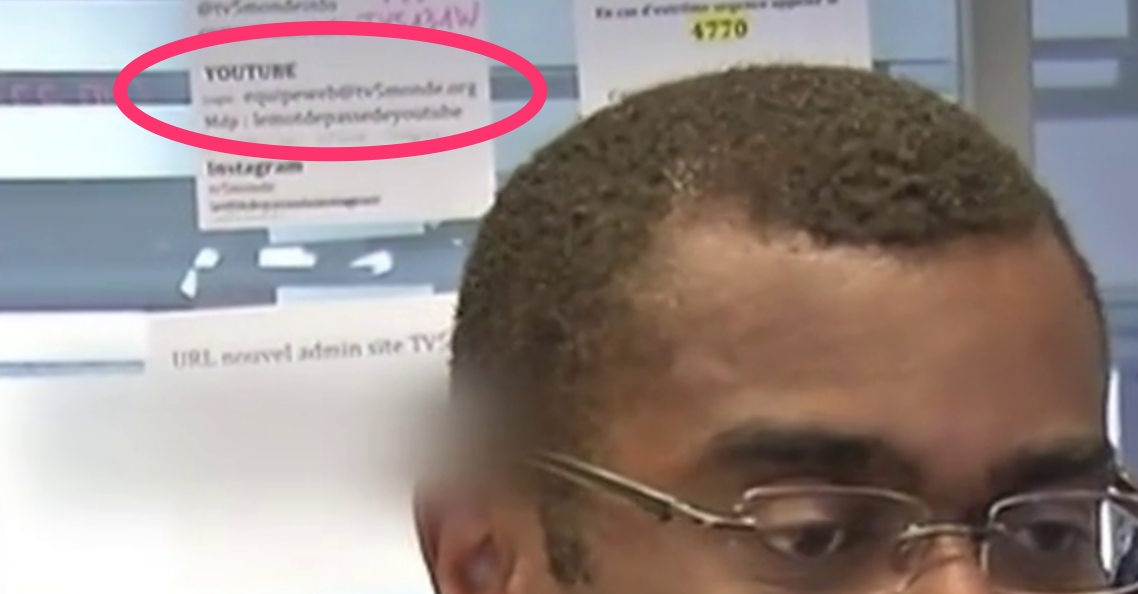 @tv5mondeinfo
En cas d'extrême urgence appeler le
4770
YOUTUBE
equipeweb@tv5monde.org
Mdp : lemotdepassedeyoutube
Instagram
tv5monde
URL nouvel admin site TV5